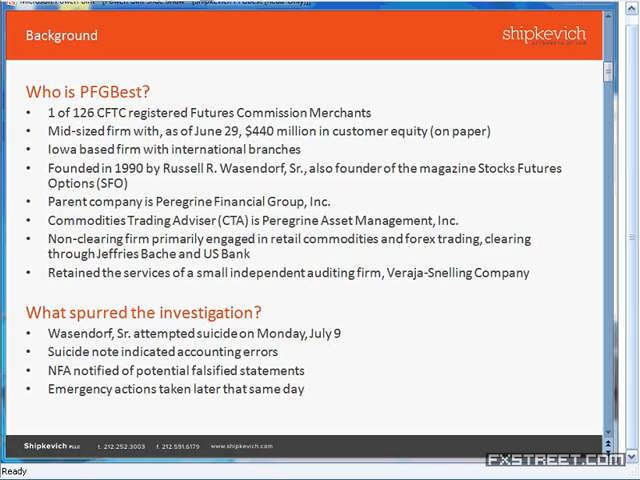 Background
shipkevich
ATTORNEYS AT LAW
Who is PFGBest?
• 1 of 126 CFTC registered Futures Commission Merchants
• Mid-sized firm with, as of June 29, $440 million in customer equity (on paper)
• Iowa based firm with international branches
• Founded in 1990 by Russell R. Wasendorf, Sr., also founder of the magazine Stocks Futures
Options (SFO)
• Parent company is Peregrine Financial Group, Inc.
• Commodities Trading Adviser (CTA) is Peregrine Asset Management, Inc.
• Non-clearing firm primarily engaged in retail commodities and forex trading, clearing
through Jeffries Bache and US Bank
• Retained the services of a small independent auditing firm, Veraja-Snelling Company
What spurred the investigation?
• Wasendorf, Sr. attempted suicide on Monday, July 9
• Suicide note indicated accounting errors
• NFA notified of potential falsified statements
• Emergency actions taken later that same day
Shipkevich PLLC t. 212.252.3003 f. 212.591.6179 www.shipkevich.com
FXSTREET.COM
Ready